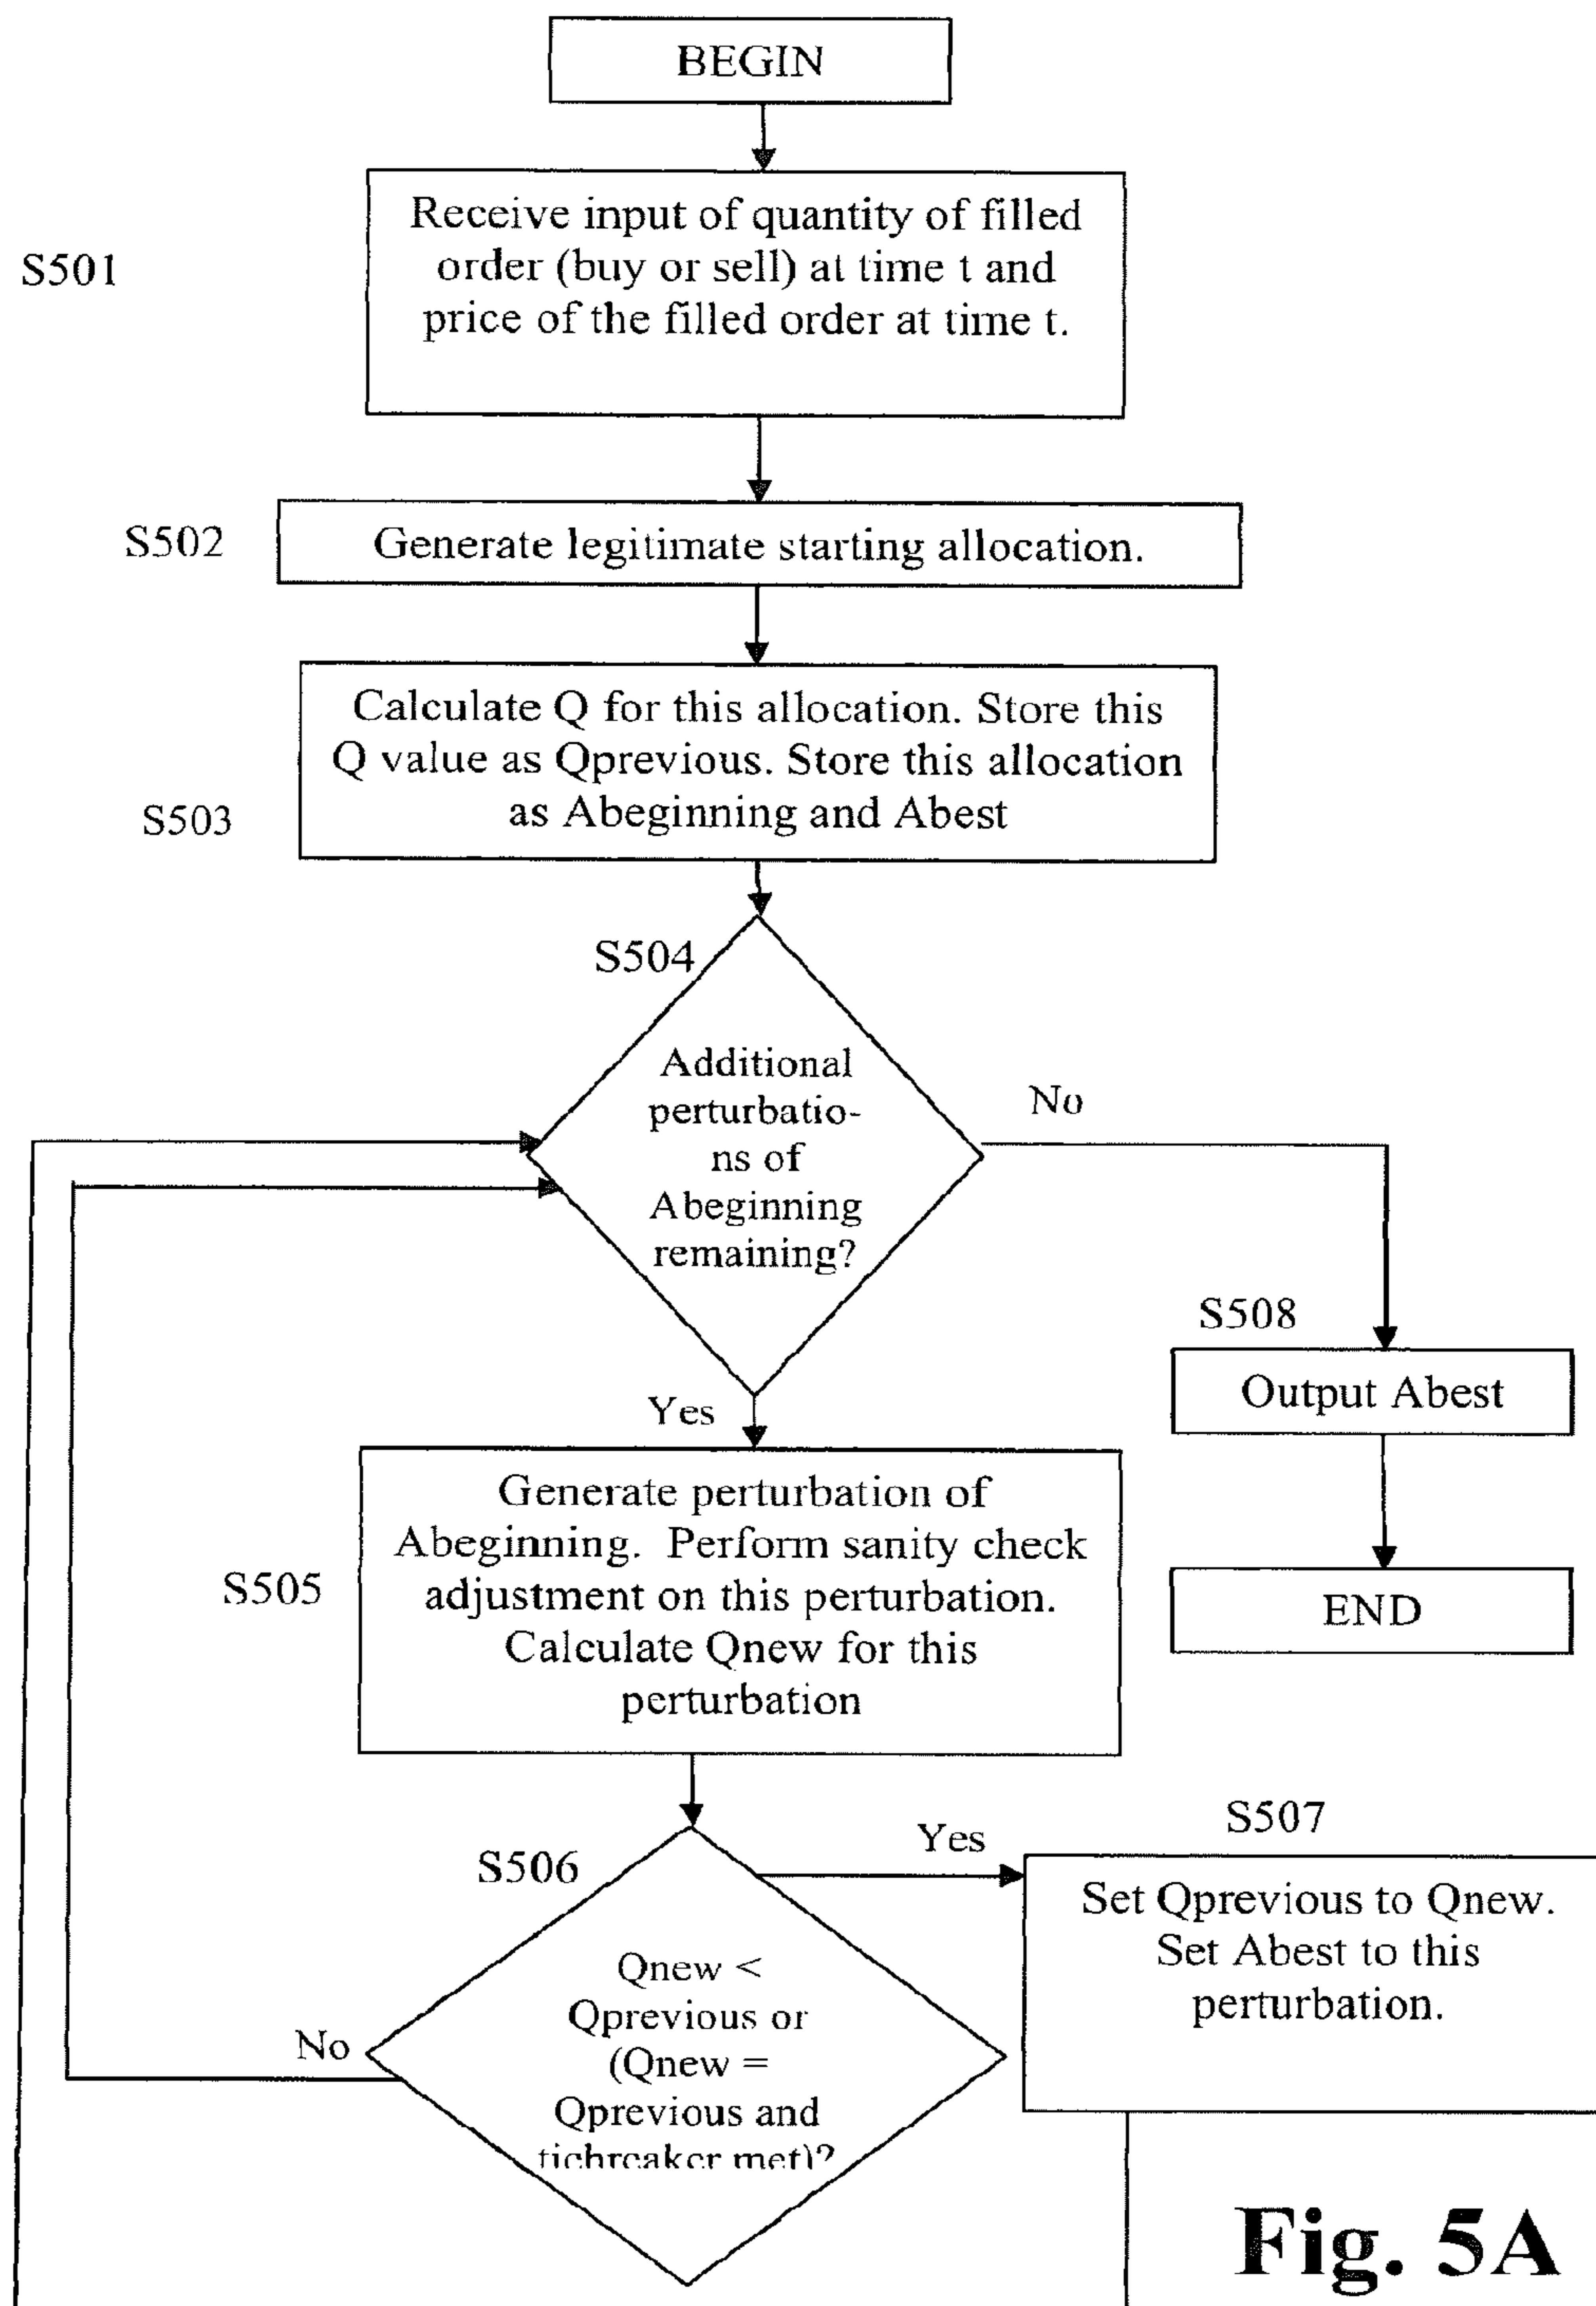 BEGIN
S501
Receive input of quantity of filled
order (buy or sell) at time t and
price of the filled order at time t.
S502
Generate legitimate starting allocation.
S503
Calculate Q for this allocation. Store this
Q value as Qprevious. Store this allocation
as Abeginning and Abest
S504
Additional
perturbatio-
ns of
Abeginning
remaining?
No
Yes
S508
Output Abest
END
S505
Generate perturbation of
Abeginning. Perform sanity check
adjustment on this perturbation.
Calculate Qnew for this
perturbation
S506
Qnew <
Qprevious or
(Qnew =
Qprevious and
tiebreaker met)?
Yes
No
S507
Set Qprevious to Qnew.
Set Abest to this
perturbation.
Fig. 5A